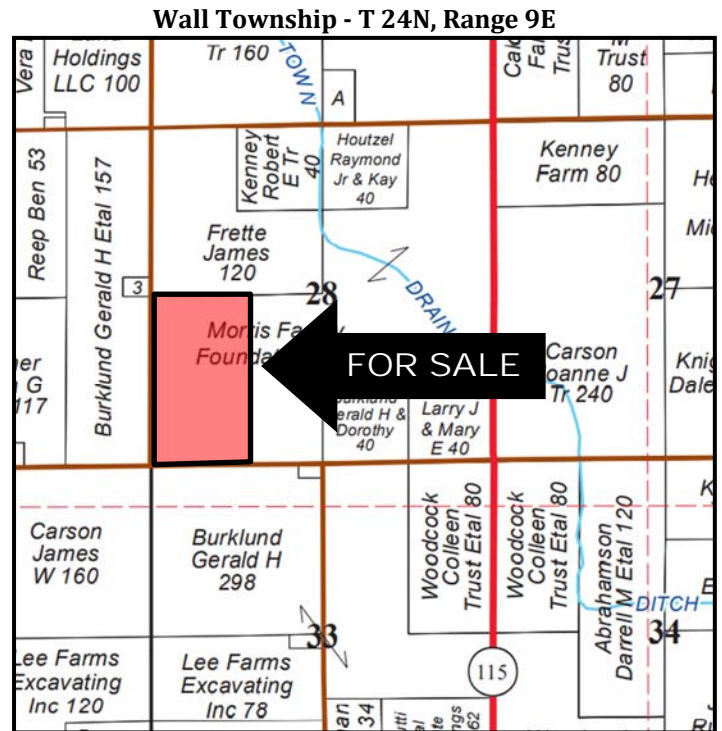 Wall Township - T 24N, Range 9E
Vera
Holdings
LLC 100
Tr 160
TOWN
A
Trust
80
Reep Ben 53
Burklund Gerald H Etal 157
Kenney
Robert
E Tr
40
Houtzel
Raymond
Jr & Kay
40
Kenney
Farm 80
Frette
James
120
3
28
DRAIN
27
Morris
FOR SALE
G
117
Dorothy
40
Larry J
& Mary
E 40
Carson
Tr 240
Dale
Carson
James
W 160
Burklund
Gerald H
298
Woodcock
Colleen
Trust Etal 80
Woodcock
Colleen
Trust Etal 80
Abrahamson
Darrell M Etal 120
DITCH
33
34
Lee Farms
Excavating
Inc 120
Lee Farms
Excavating
Inc 78
115
34
62